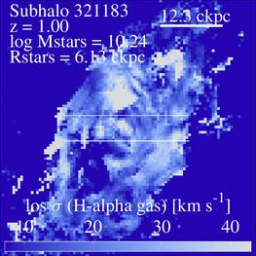 Subhalo 321183
12.3 ckpc
z = 1.00
log Mstars = 10.24
Rstars = 6.13 ckpc
log σ (H-alpha gas) [km s⁻¹]
10 20 30 40